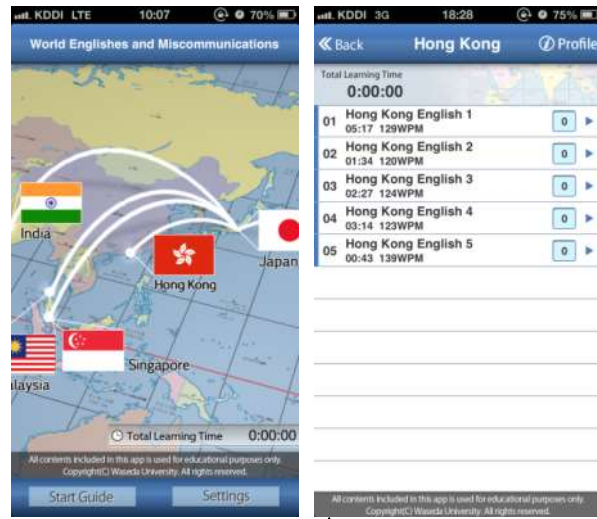 KDDI LTE 10:07 70%
World Englishes and Miscommunications
India
Japan
Hong Kong
Singapore
alaysia
Total Learning Time 0:00:00
All contents included in this app is used for educational purposes only.
Copyright(C) Waseda University. All rights reserved.
Start Guide Settings
KDDI 3G 18:28 75%
Back Hong Kong Profile
Total Learning Time
0:00:00
01 Hong Kong English 1 0
05:17 129WPM
02 Hong Kong English 2 0
01:34 120WPM
03 Hong Kong English 3 0
02:27 124WPM
04 Hong Kong English 4 0
03:14 123WPM
05 Hong Kong English 5 0
00:43 139WPM
All contents included in this app is used for educational purposes only.
Copyright(C) Waseda University. All rights reserved.